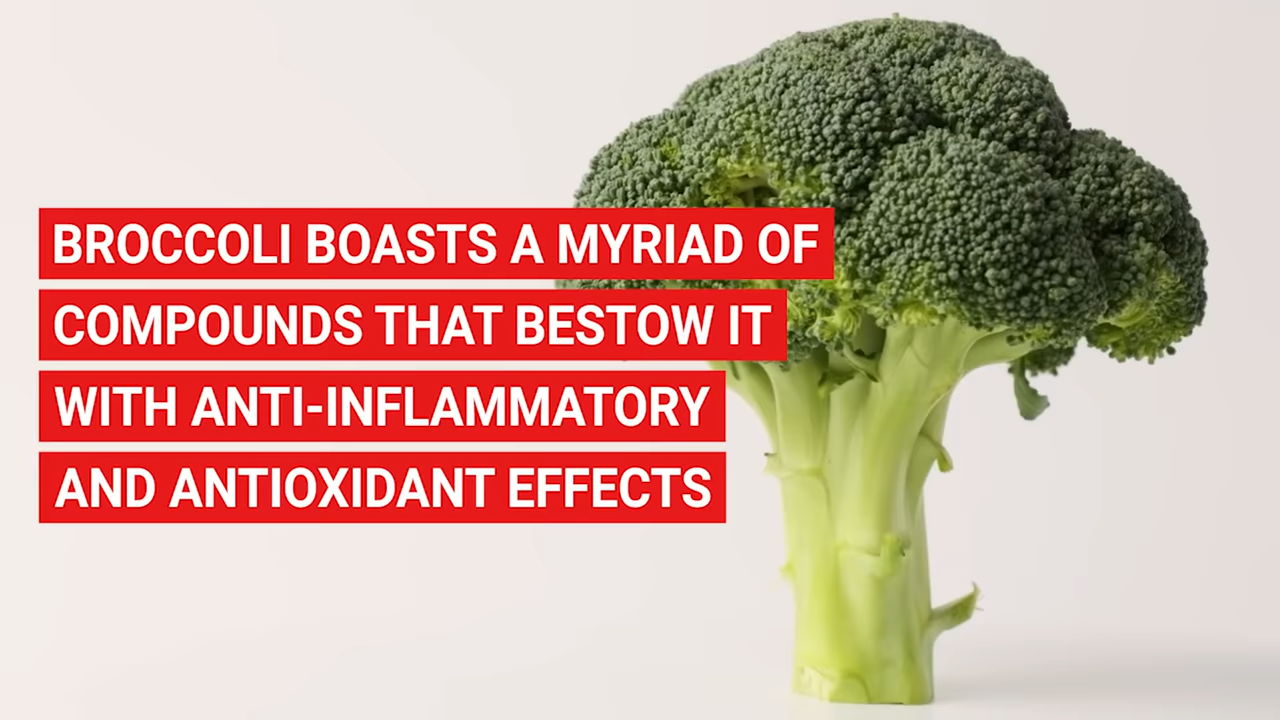 BROCCOLI BOASTS A MYRIAD OF
COMPOUNDS THAT BESTOW IT
WITH ANTI-INFLAMMATORY
AND ANTIOXIDANT EFFECTS